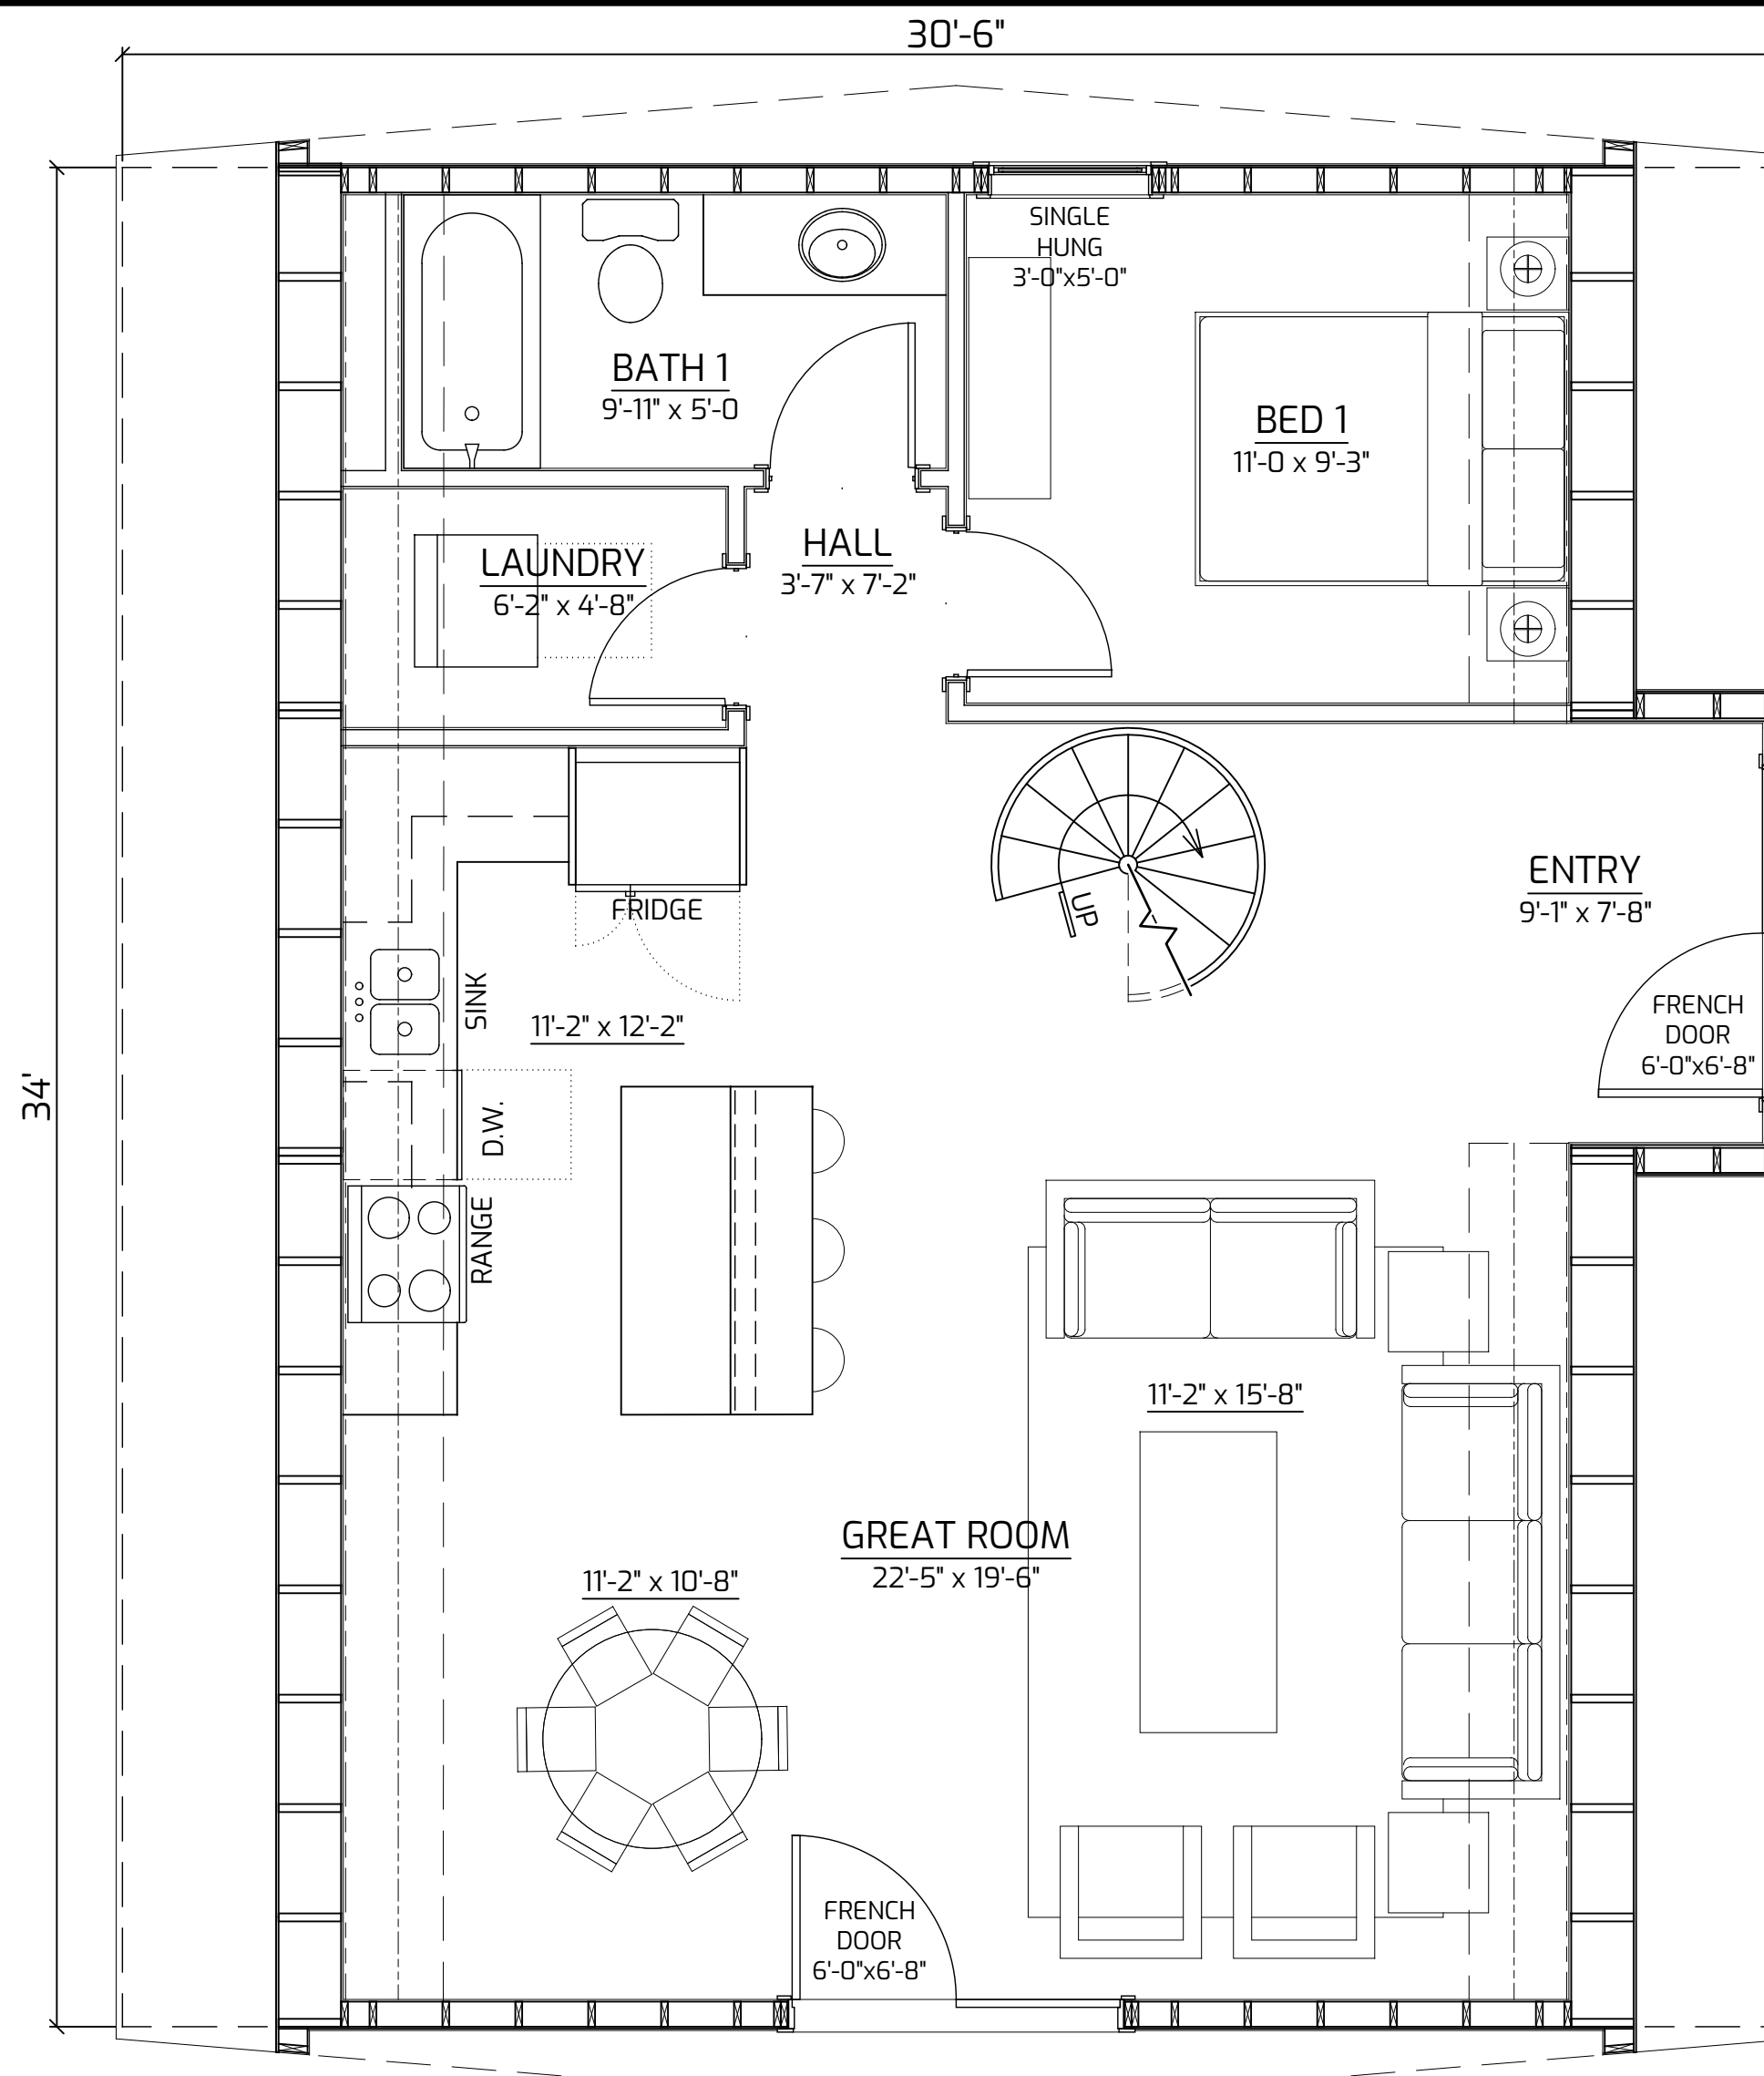 30'-6"
SINGLE
HUNG
3'-0"x5'-0"
BATH 1
9'-11" x 5'-0
BED 1
11'-0 x 9'-3"
LAUNDRY
6'-2" x 4'-8"
HALL
3'-7" x 7'-2"
FRIDGE
UP
ENTRY
9'-1" x 7'-8"
SINK
11'-2" x 12'-2"
FRENCH
DOOR
6'-0"x6'-8"
34'
D.W.
RANGE
11'-2" x 15'-8"
GREAT ROOM
22'-5" x 19'-6"
11'-2" x 10'-8"
FRENCH
DOOR
6'-0"x6'-8"